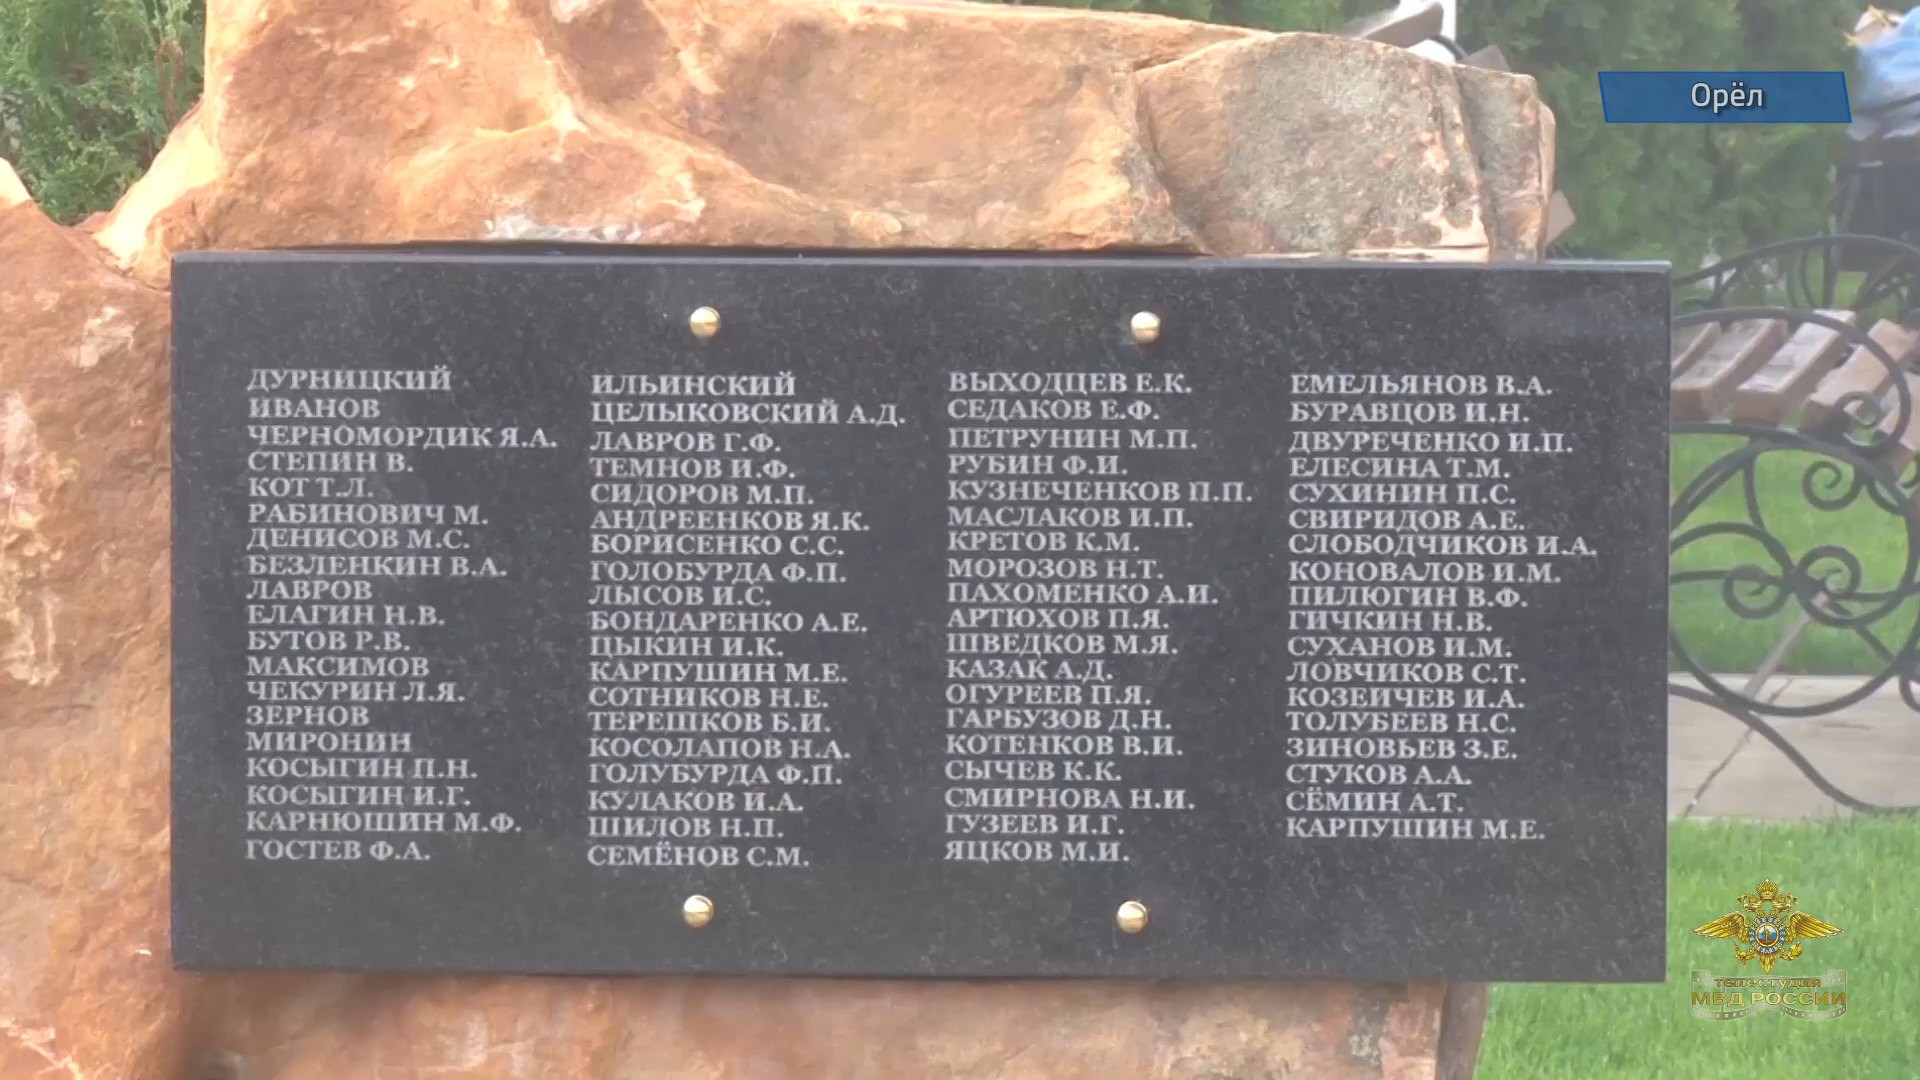 Орёл
ДУРНИЦКИЙ
ИВАНОВ
ЧЕРНОМОРДИК Я.А.
СТЕПИН В.
КОТ Т.Л.
РАБИНОВИЧ М.
ДЕНИСОВ М.С.
БЕЗЛЕНКИН В.А.
ЛАВРОВ
ЕЛАГИН Н.В.
БУТОВ Р.В.
МАКСИМОВ
ЧЕКУРИН Л.Я.
ЗЕРНОВ
МИРОНИН
КОСЫГИН П.Н.
КОСЫГИН И.Г.
КАРНЮШИН М.Ф.
ГОСТЕВ Ф.А.
ИЛЬИНСКИЙ
ЦЕЛЫКОВСКИЙ А.Д.
ЛАВРОВ Г.Ф.
ТЕМНОВ И.Ф.
СИДОРОВ М.П.
АНДРЕЕНКОВ Я.К.
БОРИСЕНКО С.С.
ГОЛОБУРДА Ф.П.
ЛЫСОВ И.С.
БОНДАРЕНКО А.Е.
ЦЫКИН И.К.
КАРПУШИН М.Е.
СОТНИКОВ Н.Е.
ТЕРЕШКОВ Б.И.
КОСОЛАПОВ Н.А.
ГОЛУБУРДА Ф.П.
КУЛАКОВ И.А.
ШИЛОВ Н.П.
СЕМЁНОВ С.М.
ВЫХОДЦЕВ Е.К.
СЕДАКОВ Е.Ф.
ПЕТРУНИН М.П.
РУБИН Ф.И.
КУЗНЕЧЕНКОВ П.П.
МАСЛАКОВ И.П.
КРЕТОВ К.М.
МОРОЗОВ Н.Т.
ПАХОМЕНКО А.И.
АРТЮХОВ П.Я.
ШВЕДКОВ М.Я.
КАЗАК А.Д.
ОГУРЕЕВ П.Я.
ГАРБУЗОВ Д.Н.
КОТЕНКОВ В.И.
СЫЧЕВ К.К.
СМИРНОВА Н.И.
ГУЗЕЕВ И.Г.
ЯЦКОВ М.И.
ЕМЕЛЬЯНОВ В.А.
БУРАВЦОВ И.Н.
ДВУРЕЧЕНКО И.П.
ЕЛЕСИНА Т.М.
СУХИНИН П.С.
СВИРИДОВ А.Е.
СЛОБОДЧИКОВ И.А.
КОНОВАЛОВ И.М.
ПИЛЮГИН В.Ф.
ГИЧКИН Н.В.
СУХАНОВ И.М.
ЛОВЧИКОВ С.Т.
КОЗЕИЧЕВ И.А.
ТОЛУБЕЕВ Н.С.
ЗИНОВЬЕВ З.Е.
СТУКОВ А.А.
СЁМИН А.Т.
КАРПУШИН М.Е.
телестудия
МВД РОССИИ